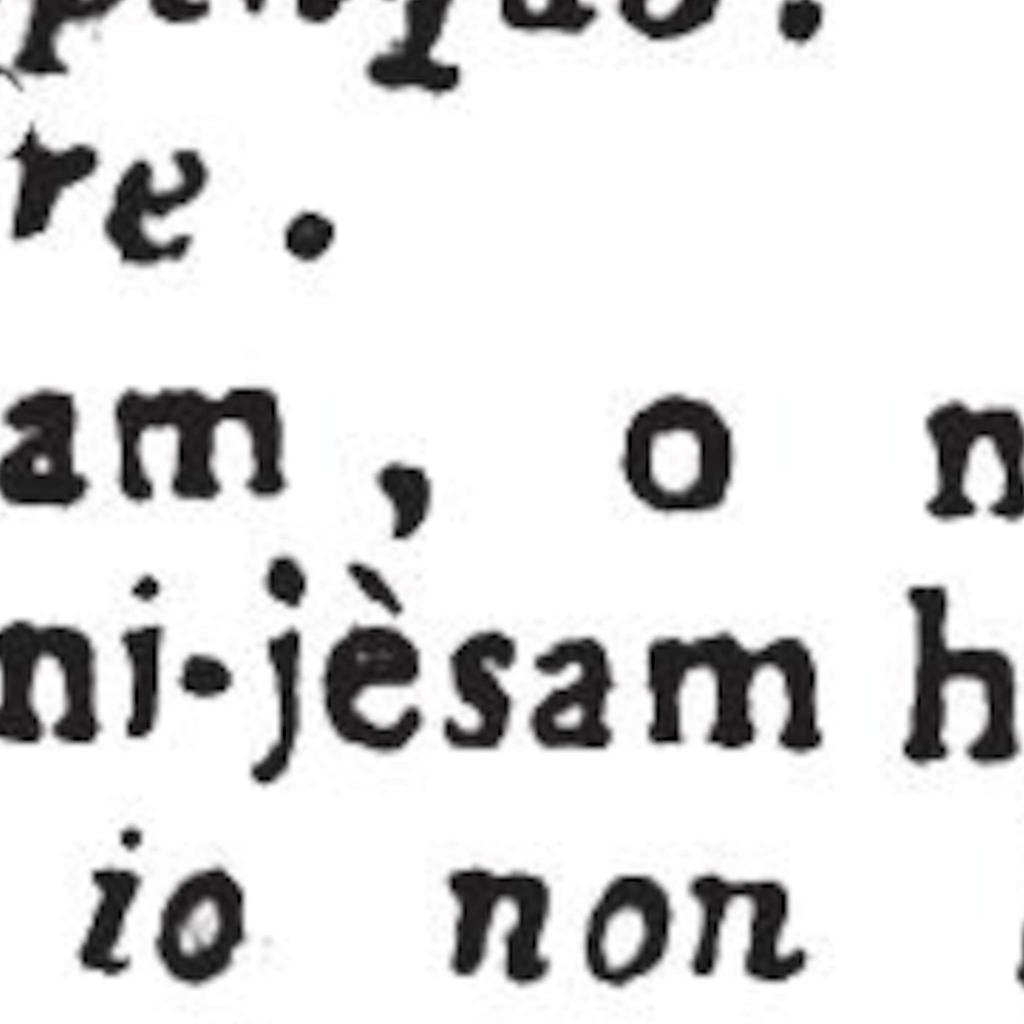 re.
am, o n
ni-jèsam h
io non